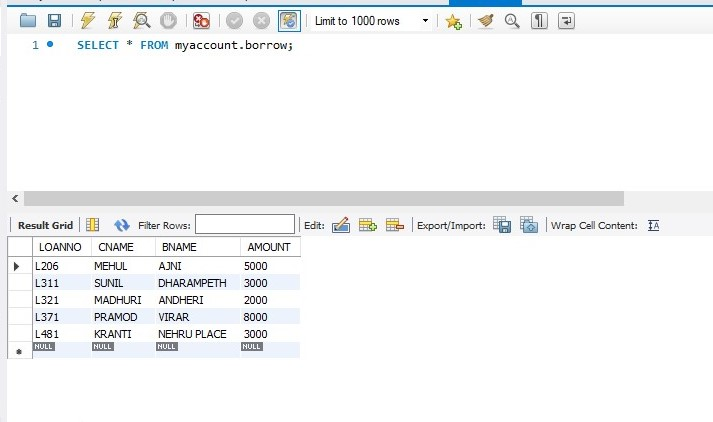 Limit to 1000 rows
1 SELECT * FROM myaccount.borrow;
Result Grid Filter Rows: Edit: Export/Import: Wrap Cell Content: IA
LOANNO CNAME BNAME AMOUNT
L206 MEHUL AJNI 5000
L311 SUNIL DHARAMPETH 3000
L321 MADHURI ANDHERI 2000
L371 PRAMOD VIRAR 8000
L481 KRANTI NEHRU PLACE 3000
NULL NULL NULL NULL